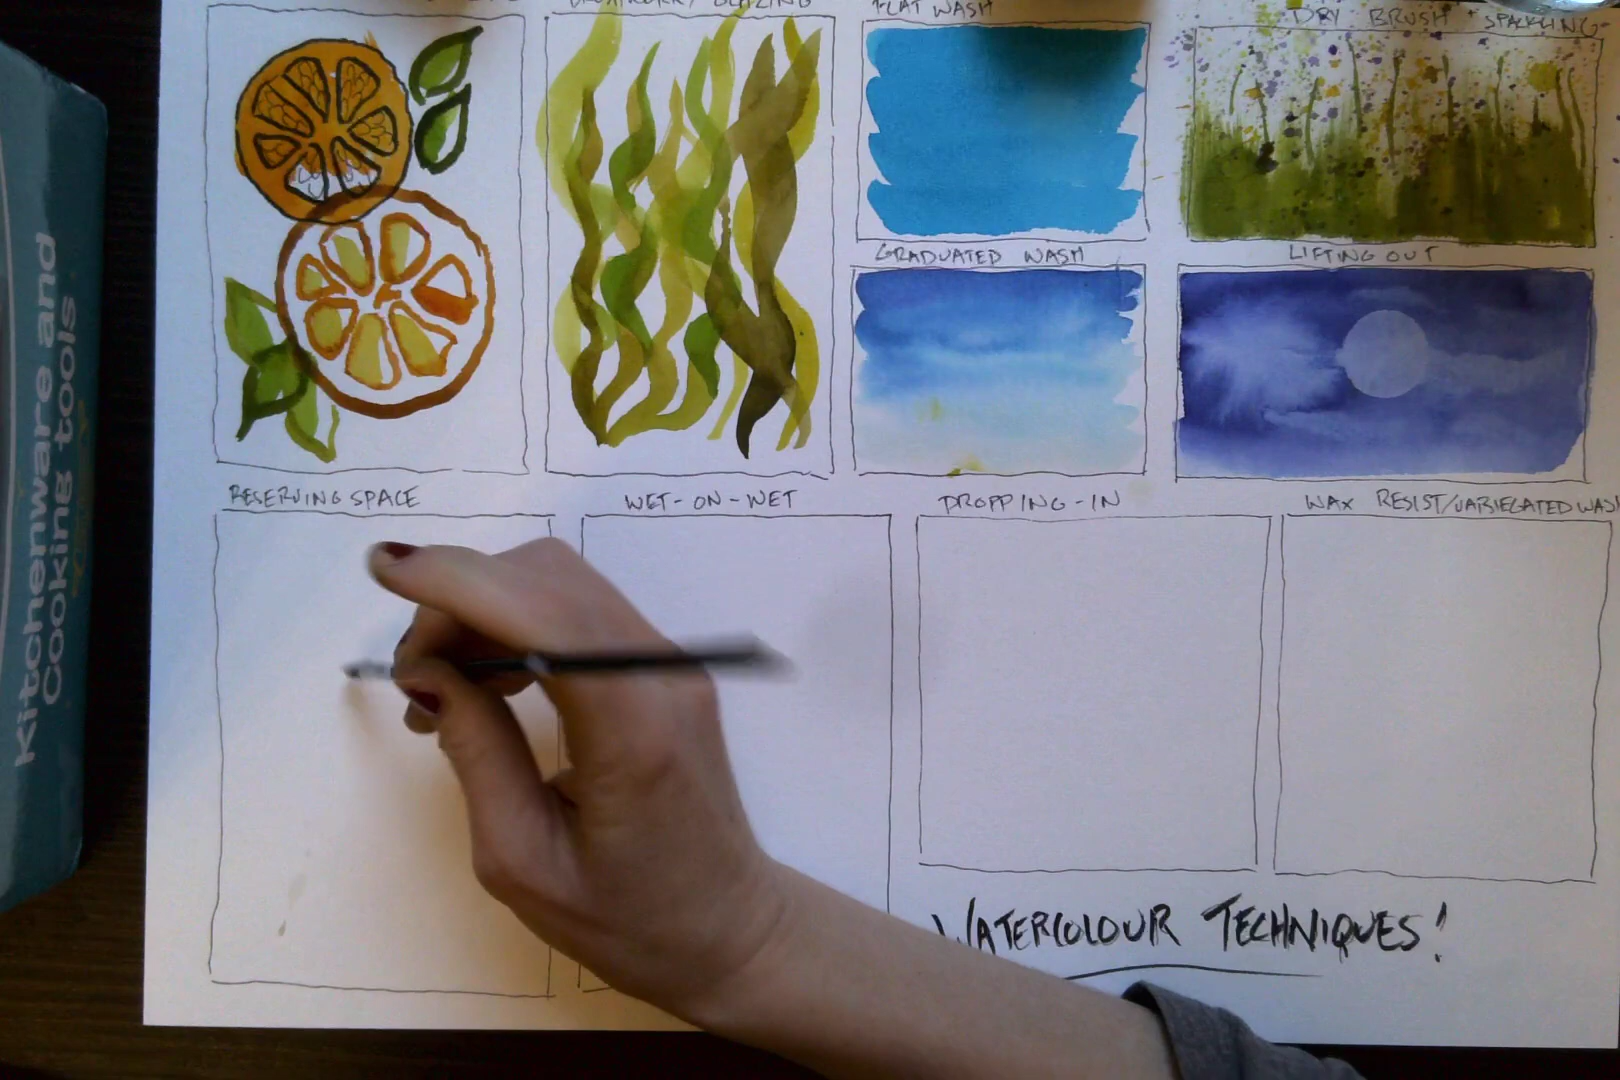 FLAT WASH
DRY BRUSH + SPACKLING
GRADUATED WASH
LIFTING OUT
RESERVING SPACE
WET-ON-WET
DROPPING-IN
WAX RESIST/VARIEGATED WASH
WATERCOLOUR TECHNIQUES!
Kitchenware and
Cooking tools